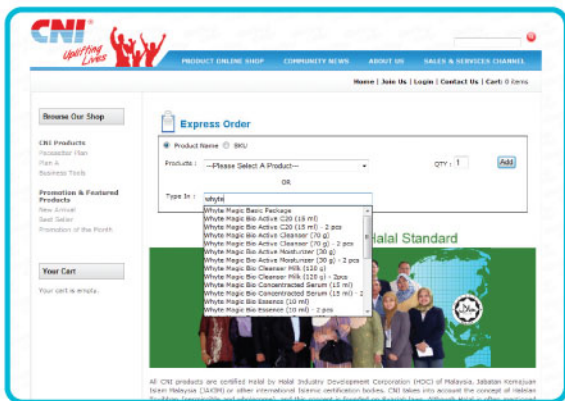 CNI®
Uplifting
Lives
PRODUCT ONLINE SHOP COMMUNITY NEWS ABOUT US SALES & SERVICES CHANNEL
Home | Join Us | Login | Contact Us | Cart: 0 items
Browse Our Shop
CNI Products
Plan A
Business Tools
Promotion & Featured
Products
New Arrival
Best Seller
Promotion of the Month
Your Cart
Your cart is empty.
Express Order
Product Name SKU
Products : ---Please Select A Product--- QTY : 1 Add
OR
Type In : whyte
Whyte Magic Basic Package
Whyte Magic Bio Active C20 (15 ml)
Whyte Magic Bio Active C20 (15 ml) - 2 pcs
Whyte Magic Bio Active Cleanser (70 g)
Whyte Magic Bio Active Cleanser (70 g) - 2 pcs
Whyte Magic Bio Active Moisturizer (30 g)
Whyte Magic Bio Active Moisturizer (30 g) - 2 pcs
Whyte Magic Bio Cleanser Milk (120 g)
Whyte Magic Bio Cleanser Milk (120 g) - 2pcs
Whyte Magic Bio Concentracted Serum (15 ml)
Whyte Magic Bio Concentracted Serum (15 ml) - 2
Whyte Magic Bio Essence (10 ml)
Whyte Magic Bio Essence (10 ml) - 2 pcs
Halal Standard
All CNI products are certified Halal by Halal Industry Development Corporation (HDC) of Malaysia, Jabatan Kemajuan
Islam Malaysia (JAKIM) or other international Islamic certification bodies. CNI takes into account the concept of Halalan